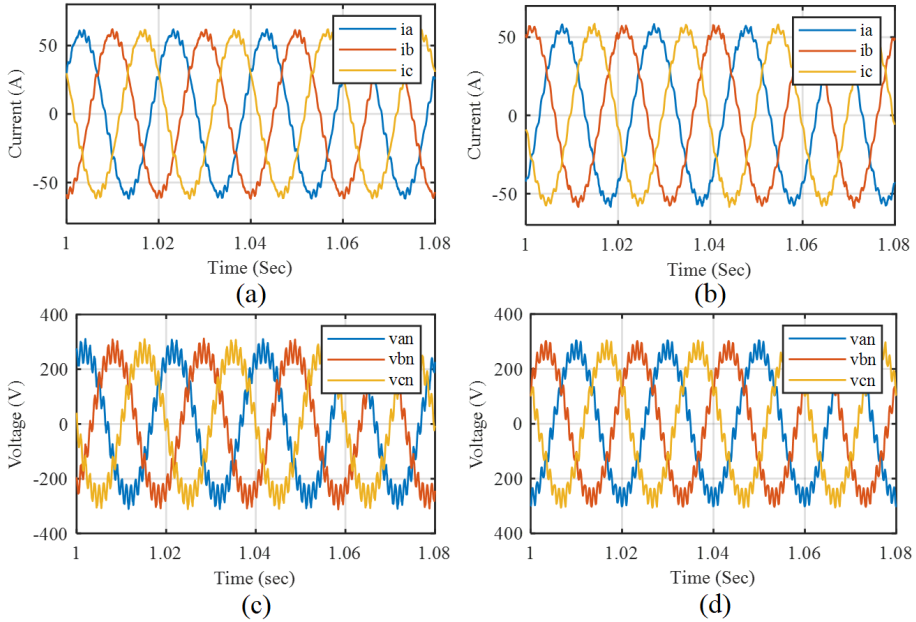 50
0
-50
Current (A)
ia
ib
ic
1
1.02
1.04
1.06
1.08
Time (Sec)
(a)
50
0
-50
Current (A)
ia
ib
ic
1
1.02
1.04
1.06
1.08
Time (Sec)
(b)
400
200
0
-200
-400
Voltage (V)
van
vbn
vcn
1
1.02
1.04
1.06
1.08
Time (sec)
(c)
400
200
0
200
400
Voltage (V)
van
vbn
vcn
1
1.02
1.04
1.06
1.08
Time (Sec)
(d)